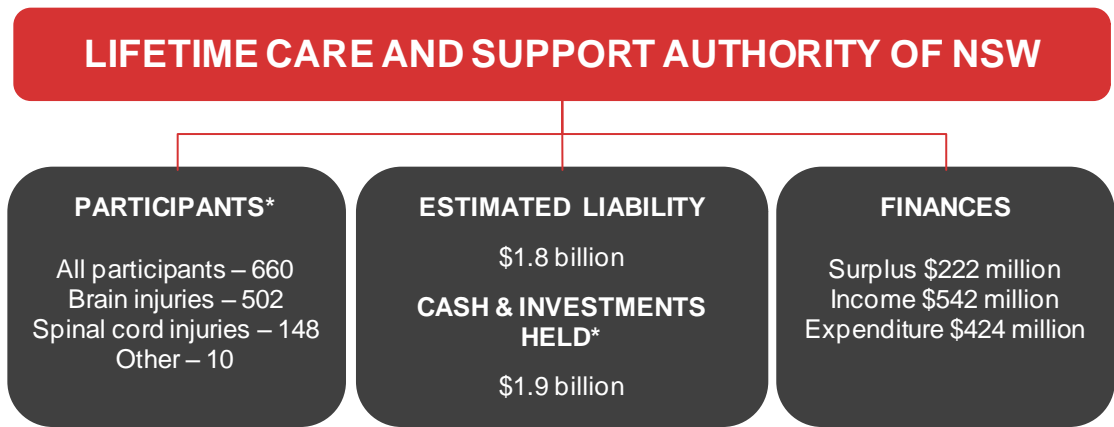 LIFETIME CARE AND SUPPORT AUTHORITY OF NSW
PARTICIPANTS*
All participants – 660
Brain injuries – 502
Spinal cord injuries – 148
Other – 10
ESTIMATED LIABILITY
$1.8 billion
CASH & INVESTMENTS
HELD*
$1.9 billion
FINANCES
Surplus $222 million
Income $542 million
Expenditure $424 million